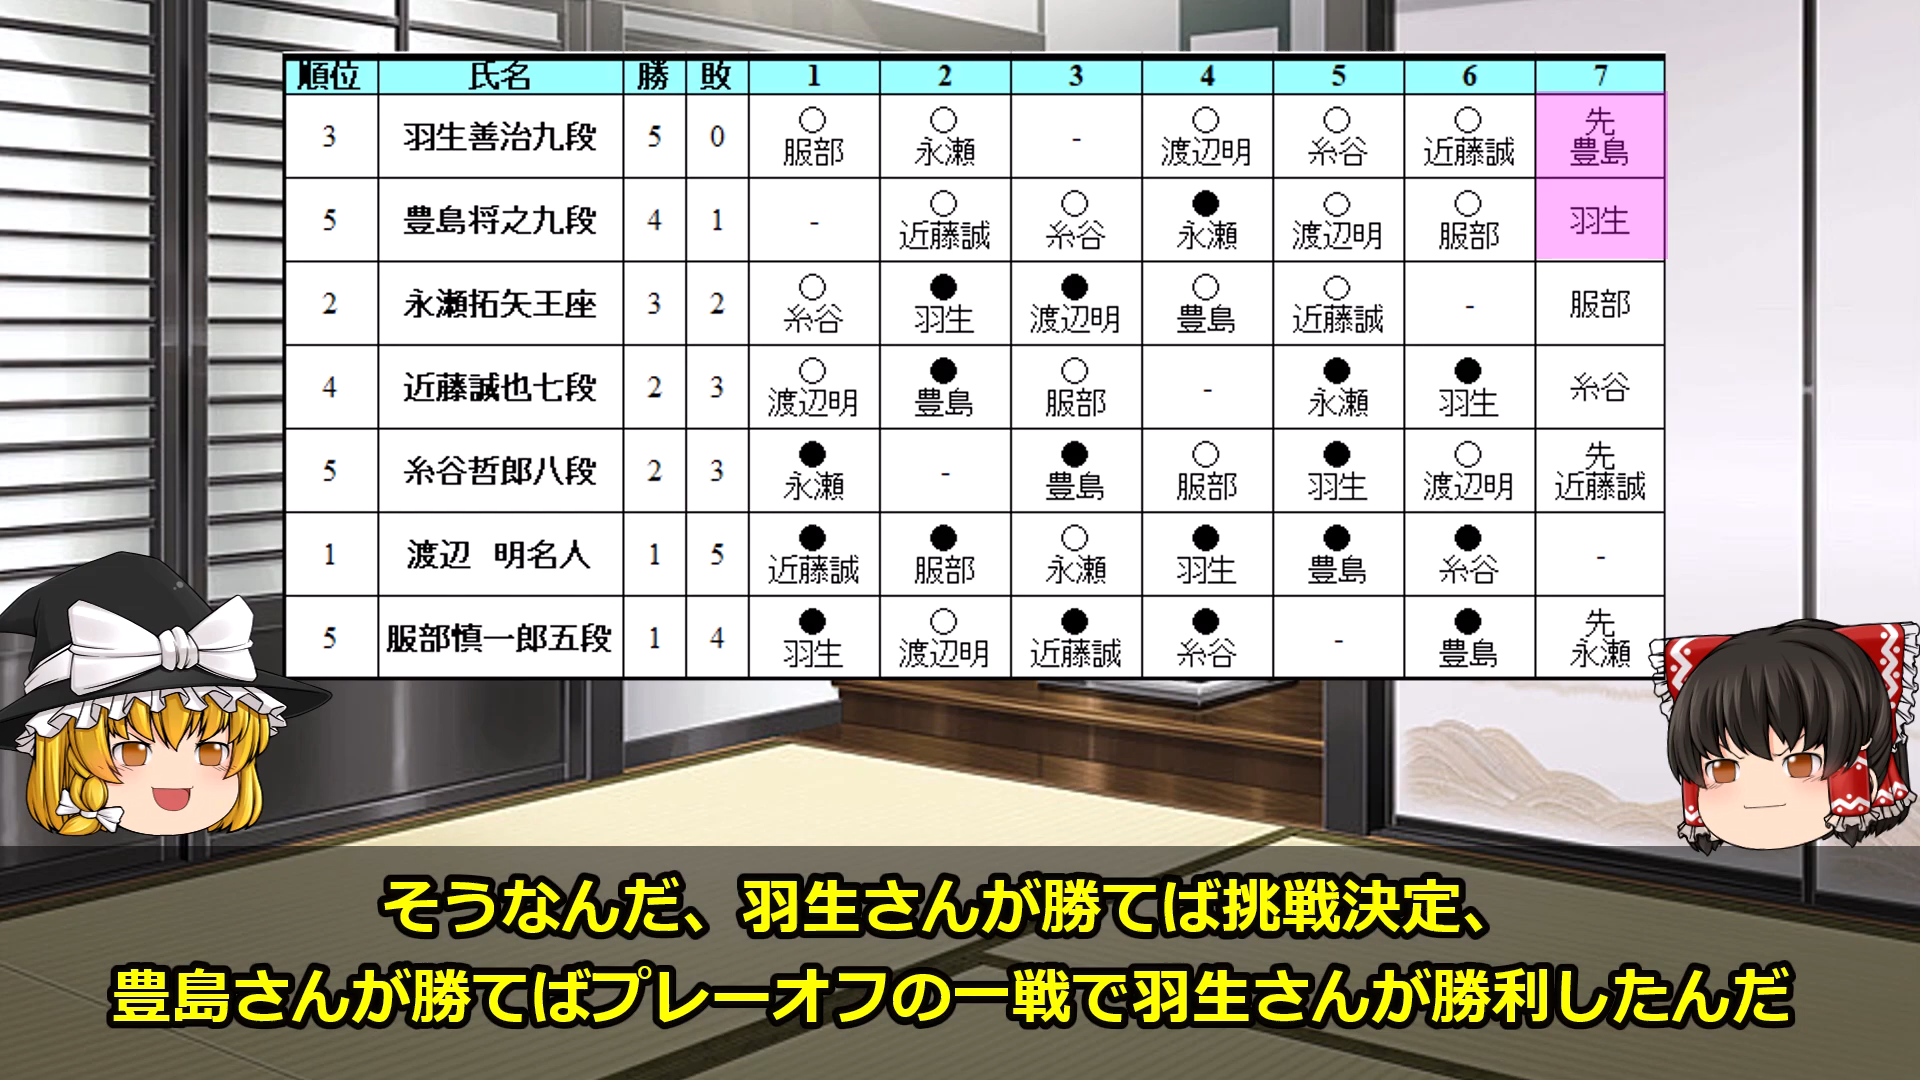 順位 氏名 勝 敗 1 2 3 4 5 6 7
3 羽生善治九段 5 0 ○服部 ○永瀬 - ○渡辺明 ○糸谷 ○近藤誠 先豊島
5 豊島将之九段 4 1 - ○近藤誠 ○糸谷 ●永瀬 ○渡辺明 ○服部 羽生
2 永瀬拓矢王座 3 2 ○糸谷 ●羽生 ●渡辺明 ○豊島 ○近藤誠 - 服部
4 近藤誠也七段 2 3 ○渡辺明 ●豊島 ○服部 - ●永瀬 ●羽生 糸谷
5 糸谷哲郎八段 2 3 ●永瀬 - ●豊島 ○服部 ●羽生 ○渡辺明 先近藤誠
1 渡辺 明名人 1 5 ●近藤誠 ●服部 ○永瀬 ●羽生 ●豊島 ●糸谷 -
5 服部慎一郎五段 1 4 ●羽生 ○渡辺明 ●近藤誠 ●糸谷 - ●豊島 先永瀬
そうなんだ、羽生さんが勝てば挑戦決定、
豊島さんが勝てばプレーオフの一戦で羽生さんが勝利したんだ